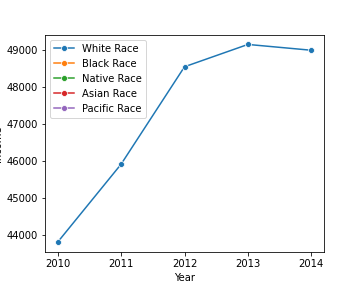 White Race
Black Race
Native Race
Asian Race
Pacific Race
49000
48000
47000
46000
45000
44000
2010 2011 2012 2013 2014
Year